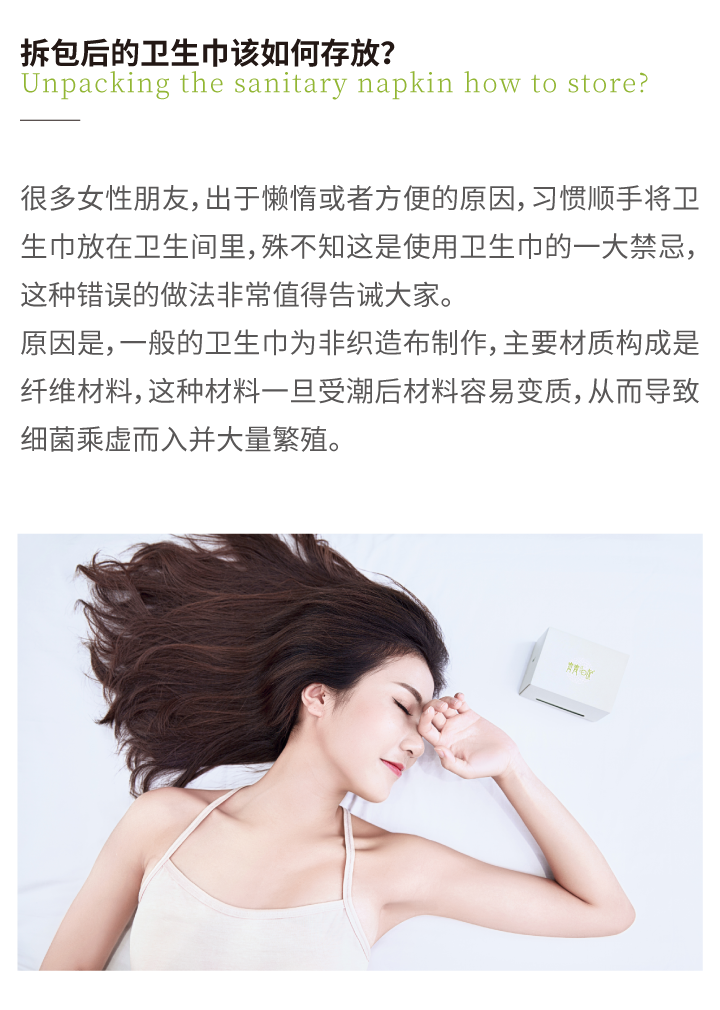 拆包后的卫生巾该如何存放?
Unpacking the sanitary napkin how to store?
很多女性朋友，出于懒惰或者方便的原因，习惯顺手将卫
生巾放在卫生间里，殊不知这是使用卫生巾的一大禁忌，
这种错误的做法非常值得告诫大家。
原因是，一般的卫生巾为非织造布制作，主要材质构成是
纤维材料，这种材料一旦受潮后材料容易变质，从而导致
细菌乘虚而入并大量繁殖。